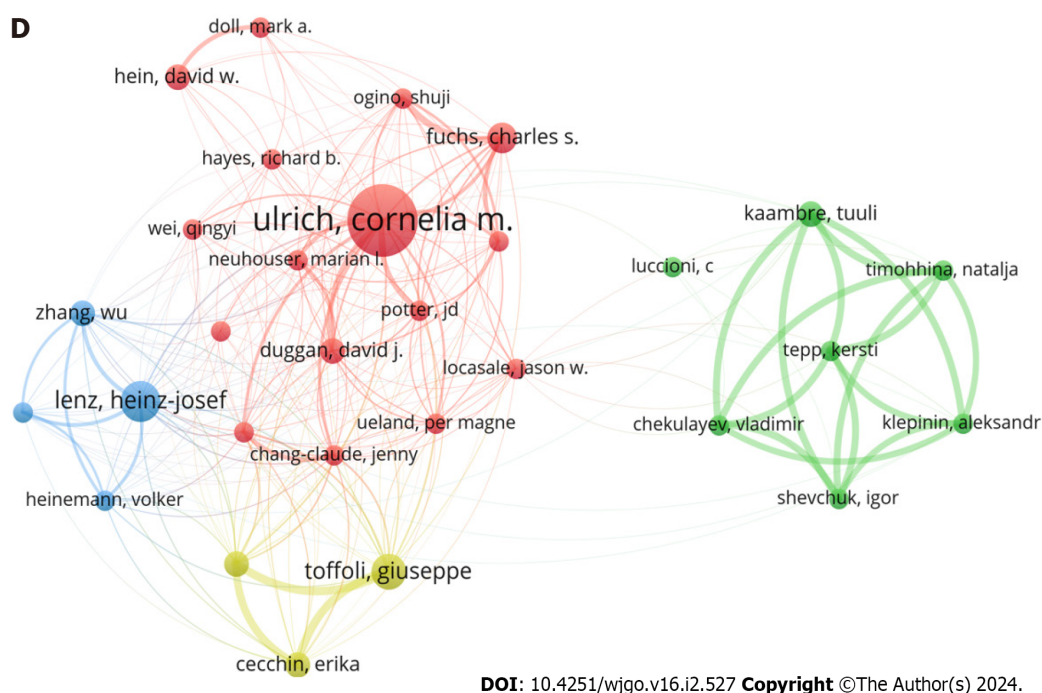 D
doll, mark a.
hein, david w.
ogino, shuji
fuchs, charles s.
hayes, richard b.
ulrich, cornelia m.
wei, qingyi
neuhouser, marian l.
kaambre, tuuli
luccioni, c
timohhina, natalja
zhang, wu
potter, jd
duggan, david j.
tepp, kersti
locasale, jason w.
lenz, heinz-josef
ueland, per magne
chekulayev, vladimir
klepinin, aleksandr
chang-claude, jenny
heinemann, volker
shevchuk, igor
toffoli, giuseppe
cecchin, erika
DOI: 10.4251/wjgo.v16.i2.527 Copyright ©The Author(s) 2024.